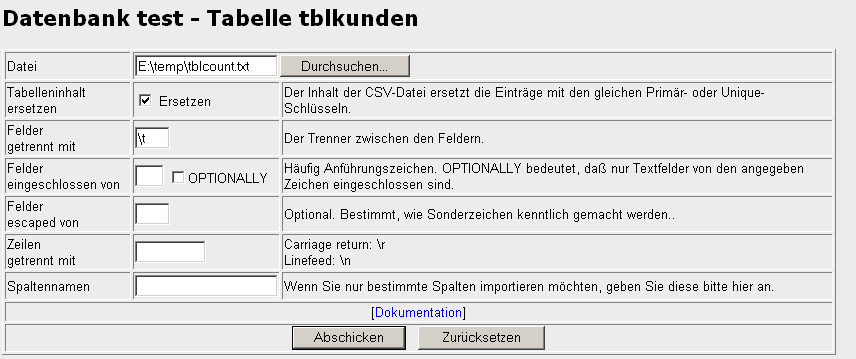 Datenbank test - Tabelle tblkunden
Datei
E:\temp\tblcount.txt
Durchsuchen...
Tabelleninhalt
ersetzen
Ersetzen
Der Inhalt der CSV-Datei ersetzt die Einträge mit den gleichen Primär- oder Unique-
Schlüsseln.
Felder
getrennt mit
\t
Der Trenner zwischen den Feldern.
Felder
eingeschlossen von
OPTIONALLY
Häufig Anführungszeichen. OPTIONALLY bedeutet, daß nur Textfelder von den angegeben
Zeichen eingeschlossen sind.
Felder
escaped von
Optional. Bestimmt, wie Sonderzeichen kenntlich gemacht werden..
Zeilen
getrennt mit
Carriage return: \r
Linefeed: \n
Spaltennamen
Wenn Sie nur bestimmte Spalten importieren möchten, geben Sie diese bitte hier an.
[Dokumentation]
Abschicken
Zurücksetzen